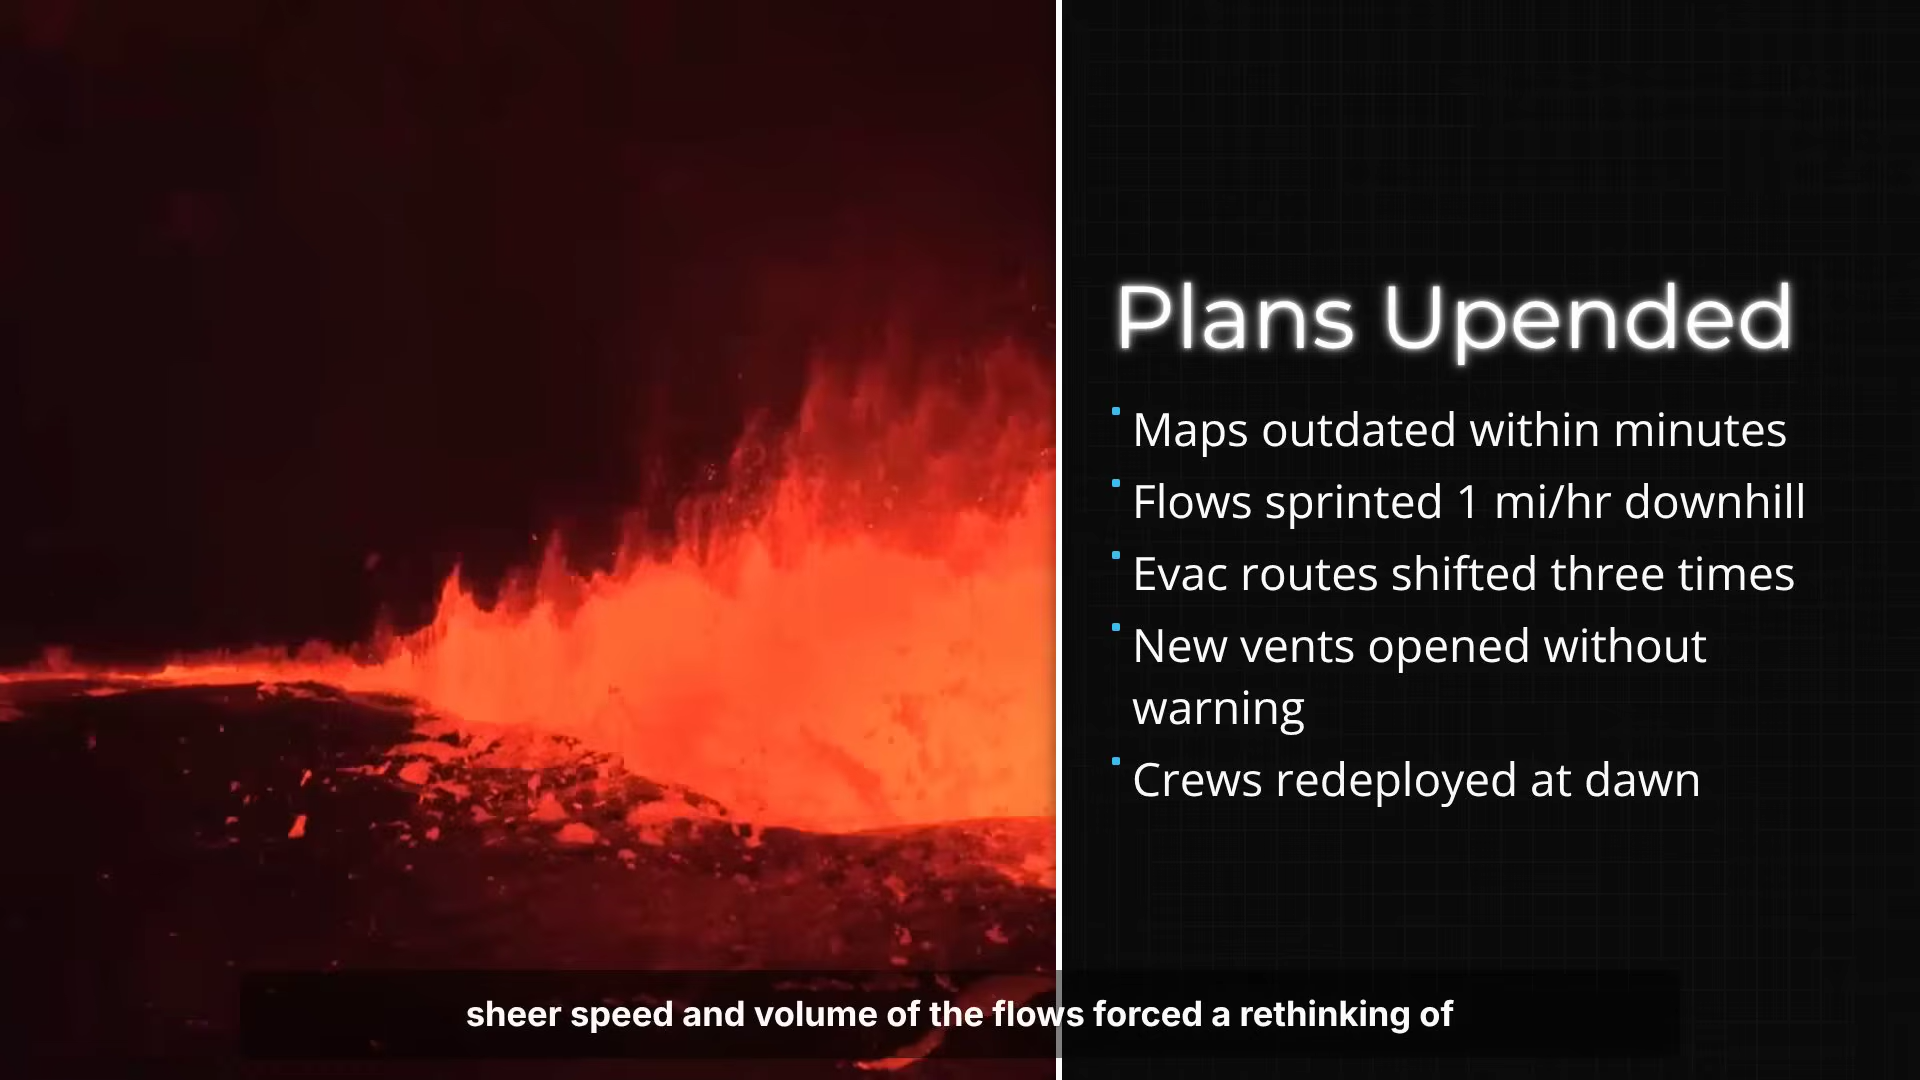 Plans Upended
Maps outdated within minutes
Flows sprinted 1 mi/hr downhill
Evac routes shifted three times
New vents opened without
warning
Crews redeployed at dawn
sheer speed and volume of the flows forced a rethinking of